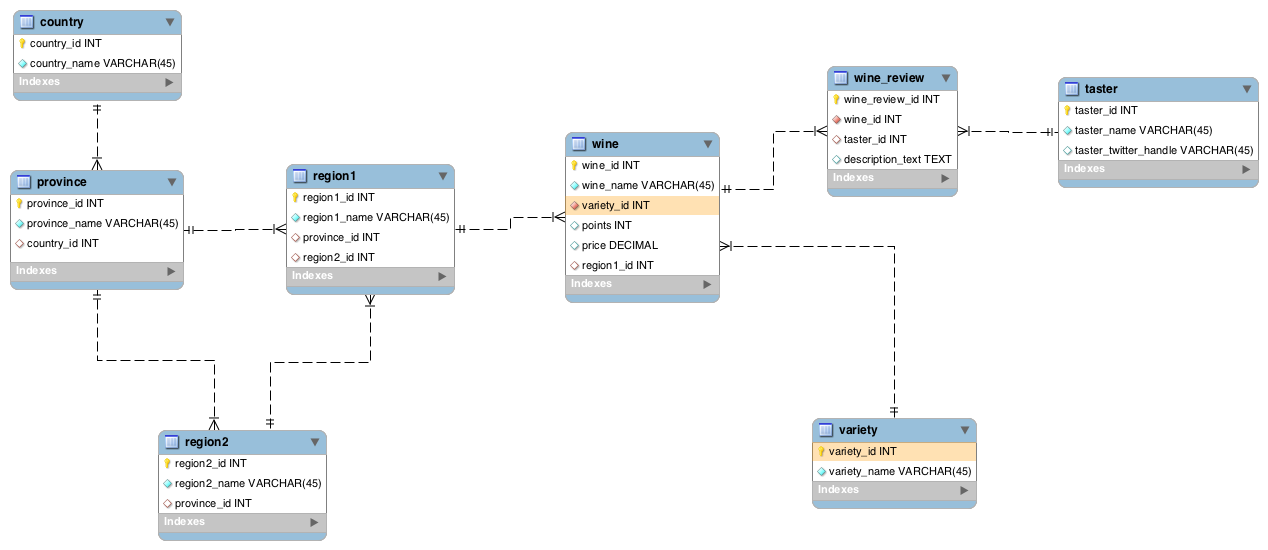 country
country_id INT
country_name VARCHAR(45)
Indexes
province
province_id INT
province_name VARCHAR(45)
country_id INT
Indexes
region1
region1_id INT
region1_name VARCHAR(45)
province_id INT
region2_id INT
Indexes
region2
region2_id INT
region2_name VARCHAR(45)
province_id INT
Indexes
wine
wine_id INT
wine_name VARCHAR(45)
variety_id INT
points INT
price DECIMAL
region1_id INT
Indexes
wine_review
wine_review_id INT
wine_id INT
taster_id INT
description_text TEXT
Indexes
taster
taster_id INT
taster_name VARCHAR(45)
taster_twitter_handle VARCHAR(45)
Indexes
variety
variety_id INT
variety_name VARCHAR(45)
Indexes